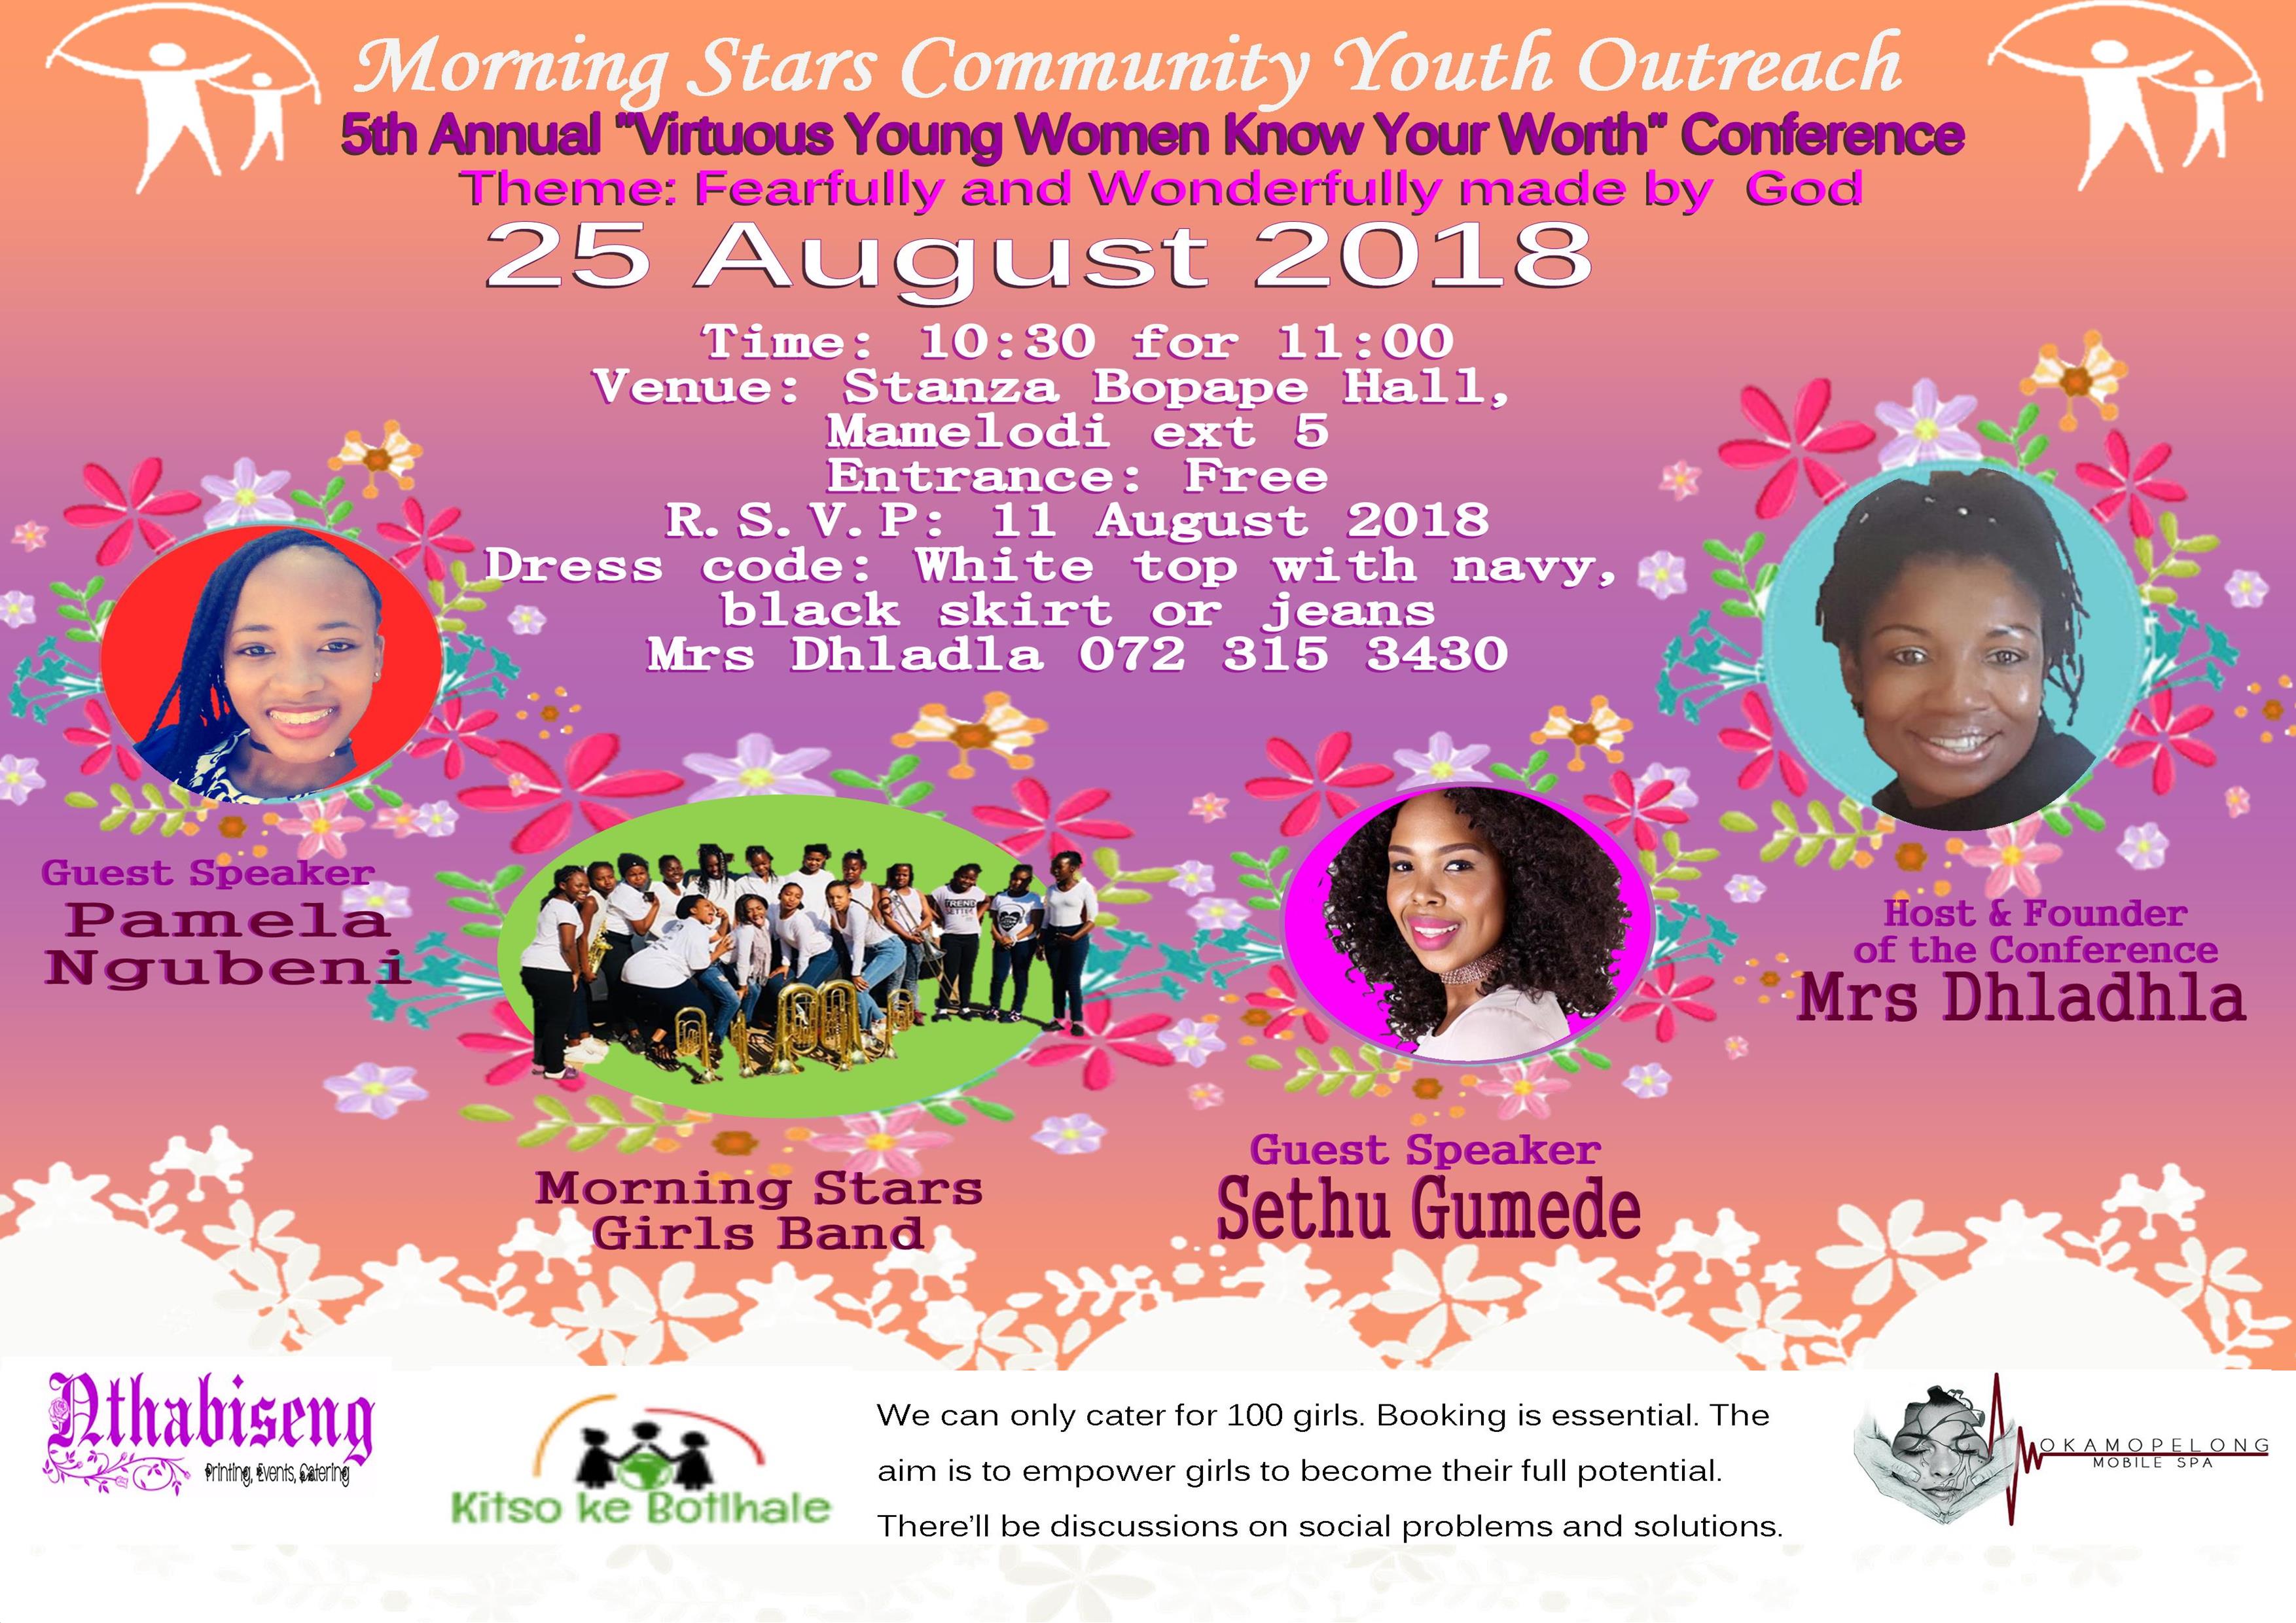 Morning Stars Community Youth Outreach
5th Annual "Virtuous Young Women Know Your Worth" Conference
Theme: Fearfully and Wonderfully made by God
25 August 2018
Time: 10:30 for 11:00
Venue: Stanza Bopape Hall,
Mamelodi ext 5
Entrance: Free
R.S.V.P: 11 August 2018
Dress code: White top with navy,
black skirt or jeans
Mrs Dhladla 072 315 3430
Guest Speaker
Pamela
Ngubeni
Morning Stars
Girls Band
Guest Speaker
Sethu Gumede
Host & Founder
of the Conference
Mrs Dhladhla
Nthabiseng
Printing, Events, Catering
Kitso ke Botlhale
We can only cater for 100 girls. Booking is essential. The
aim is to empower girls to become their full potential.
There'll be discussions on social problems and solutions.
MOKAMOPELONG
MOBILE SPA